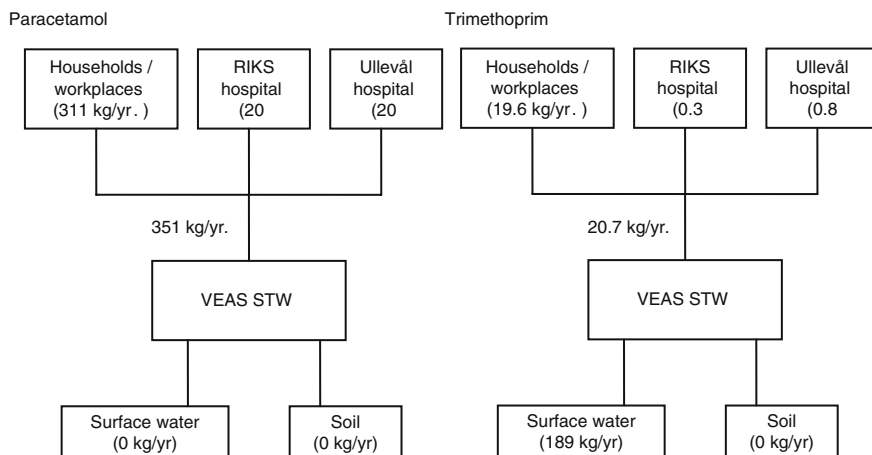 Paracetamol
Households /
workplaces
(311 kg/yr. )
RIKS
hospital
(20
Ullevål
hospital
(20
351 kg/yr.
VEAS STW
Surface water
(0 kg/yr)
Soil
(0 kg/yr)
Trimethoprim
Households /
workplaces
(19.6 kg/yr. )
RIKS
hospital
(0.3
Ullevål
hospital
(0.8
20.7 kg/yr.
VEAS STW
Surface water
(189 kg/yr)
Soil
(0 kg/yr)